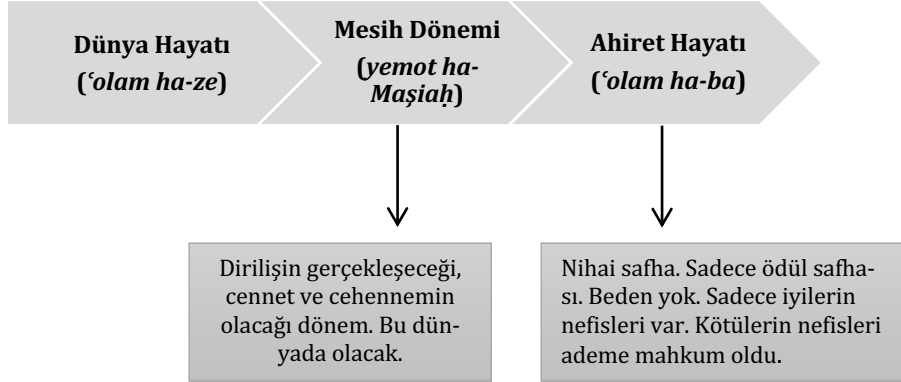 Dünya Hayatı
(ʿolam ha-ze)
Mesih Dönemi
(yemot ha-
Maşiaḥ)
Ahiret Hayatı
(ʿolam ha-ba)
Dirilişin gerçekleşeceği,
cennet ve cehennemin
olacağı dönem. Bu dün-
yada olacak.
Nihai safha. Sadece ödül safha-
sı. Beden yok. Sadece iyilerin
nefisleri var. Kötülerin nefisleri
ademe mahkum oldu.